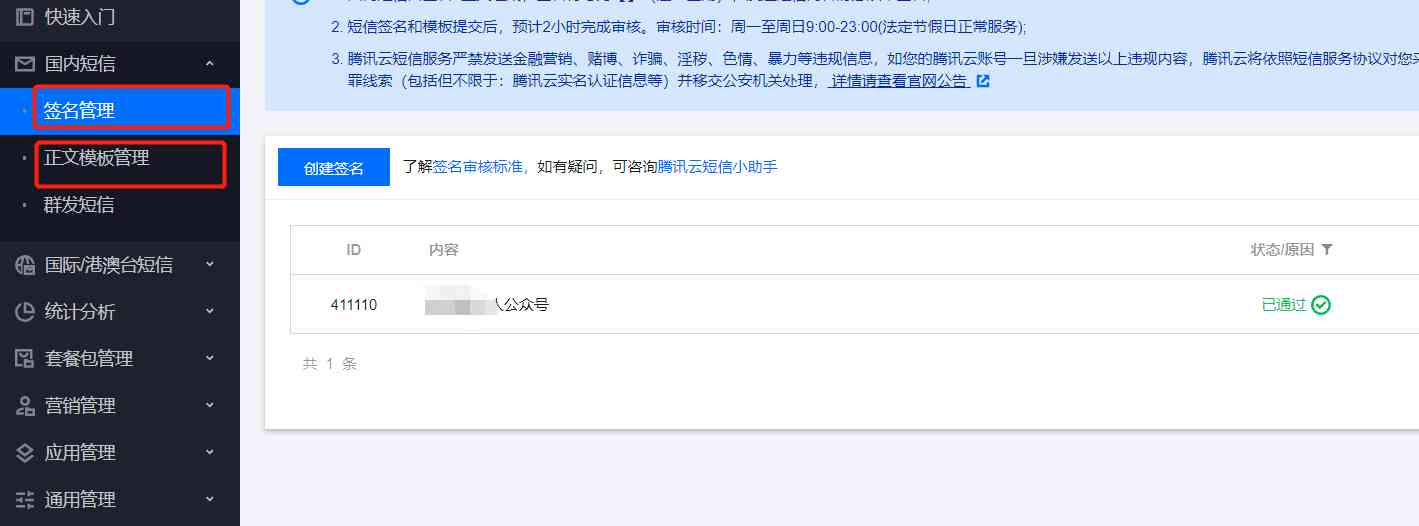 快速入门
国内短信
签名管理
正文模板管理
群发短信
国际/港澳台短信
统计分析
套餐包管理
营销管理
应用管理
通用管理
2. 短信签名和模板提交后，预计2小时完成审核。审核时间：周一至周日9:00-23:00(法定节假日正常服务);
3. 腾讯云短信服务严禁发送金融营销、赌博、诈骗、淫秽、色情、暴力等违规信息，如您的腾讯云账号一旦涉嫌发送以上违规内容，腾讯云将依照短信服务协议对您采
罪线索（包括但不限于：腾讯云实名认证信息等）并移交公安机关处理， 详情请查看官网公告
创建签名 了解签名审核标准，如有疑问，可咨询腾讯云短信小助手
ID 内容 状态/原因
411110 人公众号 已通过
共 1 条